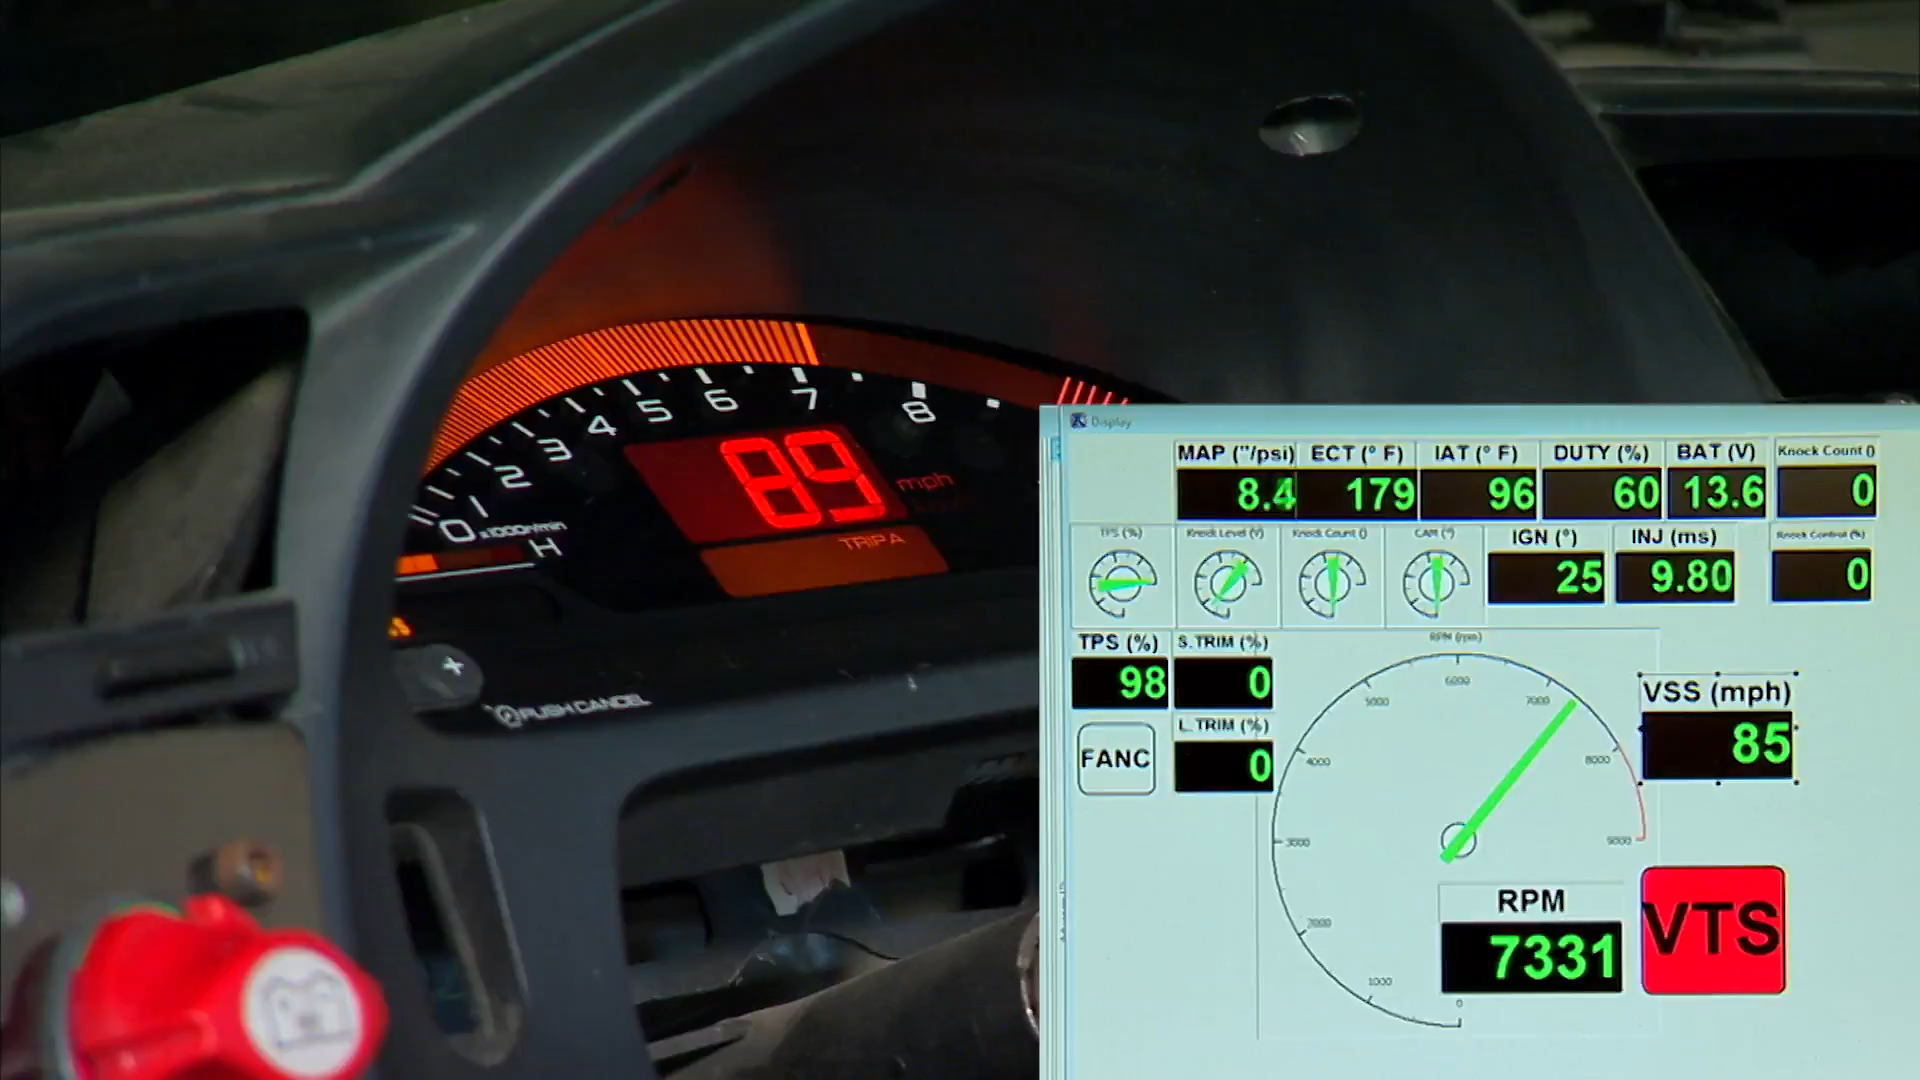 0 1 2 3 4 5 6 7 8
x1000r/min
H
89 mph
TRIP A
+
PUSH CANCEL
Display
MAP ("/psi) ECT (° F) IAT (° F) DUTY (%) BAT (V) Knock Count ()
8.4 179 96 60 13.6 0
TPS (%) Knock Level (V) Knock Count () CAM (°) IGN (°) INJ (ms) Knock Control (%)
25 9.80 0
TPS (%) S. TRIM (%)
98 0
L. TRIM (%)
FANC 0
RPM (rpm)
0 1000 2000 3000 4000 5000 6000 7000 8000 9000
VSS (mph)
85
RPM
7331
VTS